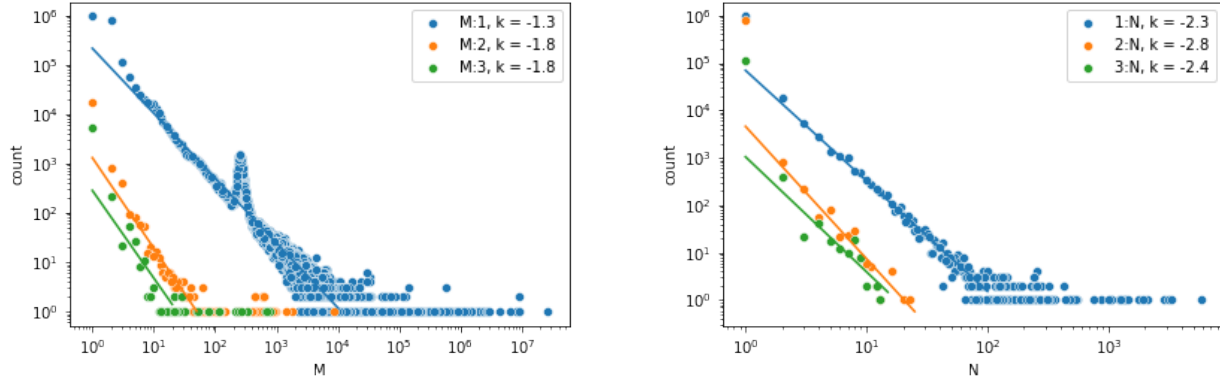 10⁶
10⁵
10⁴
10³
10²
10¹
10⁰
count
M:1, k = -1.3
M:2, k = -1.8
M:3, k = -1.8
10⁰ 10¹ 10² 10³ 10⁴ 10⁵ 10⁶ 10⁷
M
10⁶
10⁵
10⁴
10³
10²
10¹
10⁰
count
1:N, k = -2.3
2:N, k = -2.8
3:N, k = -2.4
10⁰ 10¹ 10² 10³
N